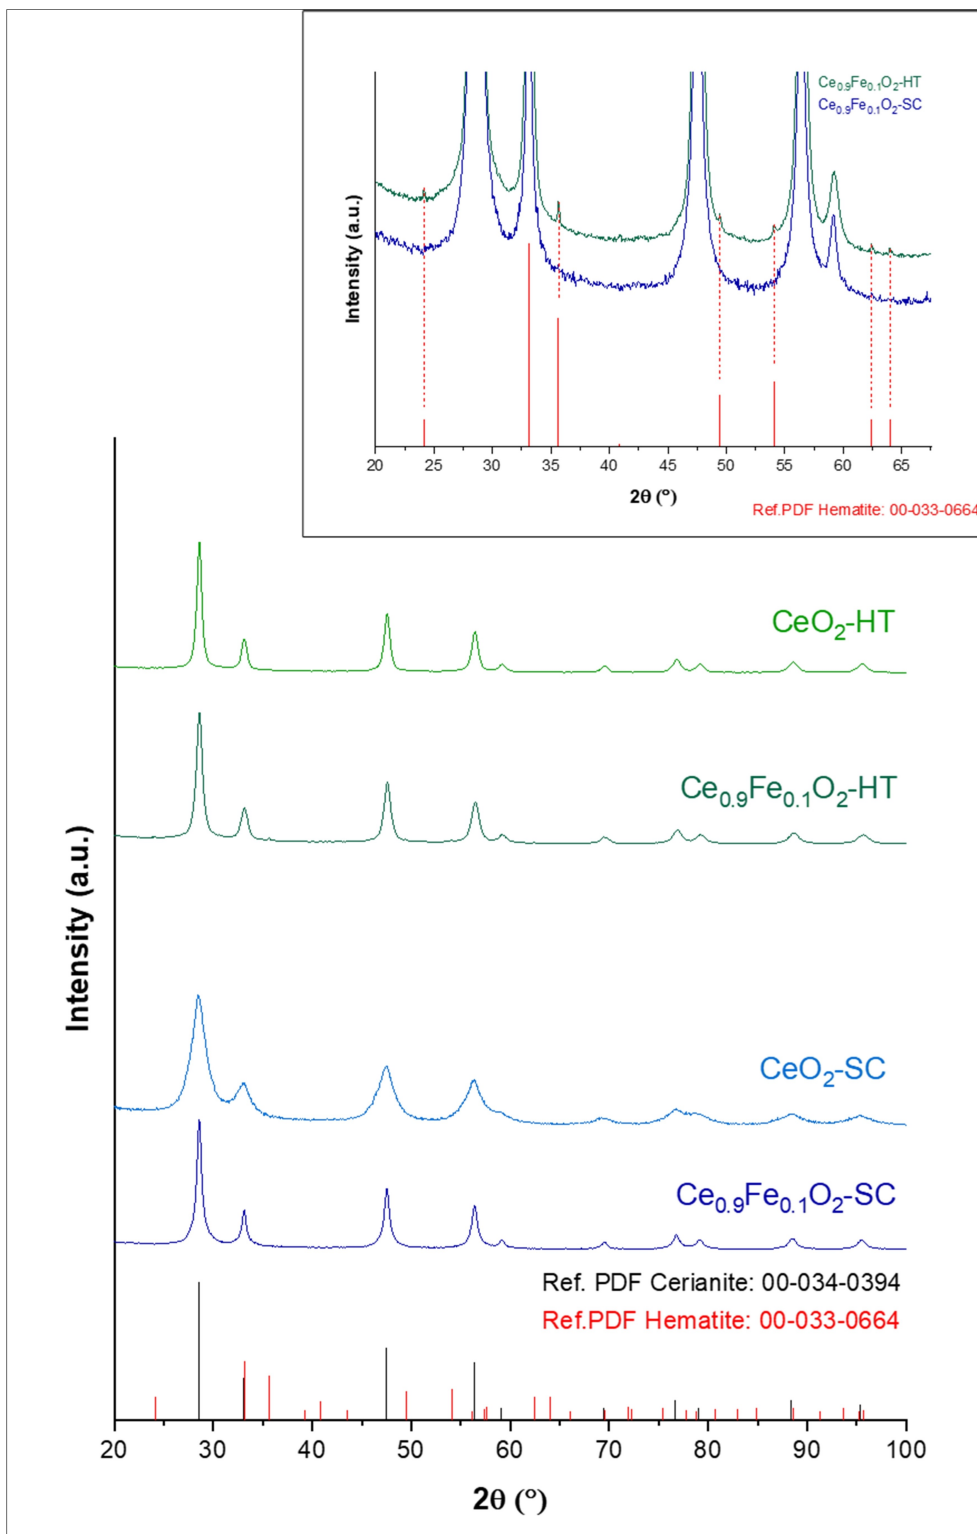 Ce0.9Fe0.1O2-HT
Ce0.9Fe0.1O2-SC
Intensity (a.u.)
20 25 30 35 40 45 50 55 60 65
2θ (°)
Ref.PDF Hematite: 00-033-0664
CeO2-HT
Ce0.9Fe0.1O2-HT
Intensity (a.u.)
CeO2-SC
Ce0.9Fe0.1O2-SC
Ref. PDF Cerianite: 00-034-0394
Ref.PDF Hematite: 00-033-0664
20 30 40 50 60 70 80 90 100
2θ (°)